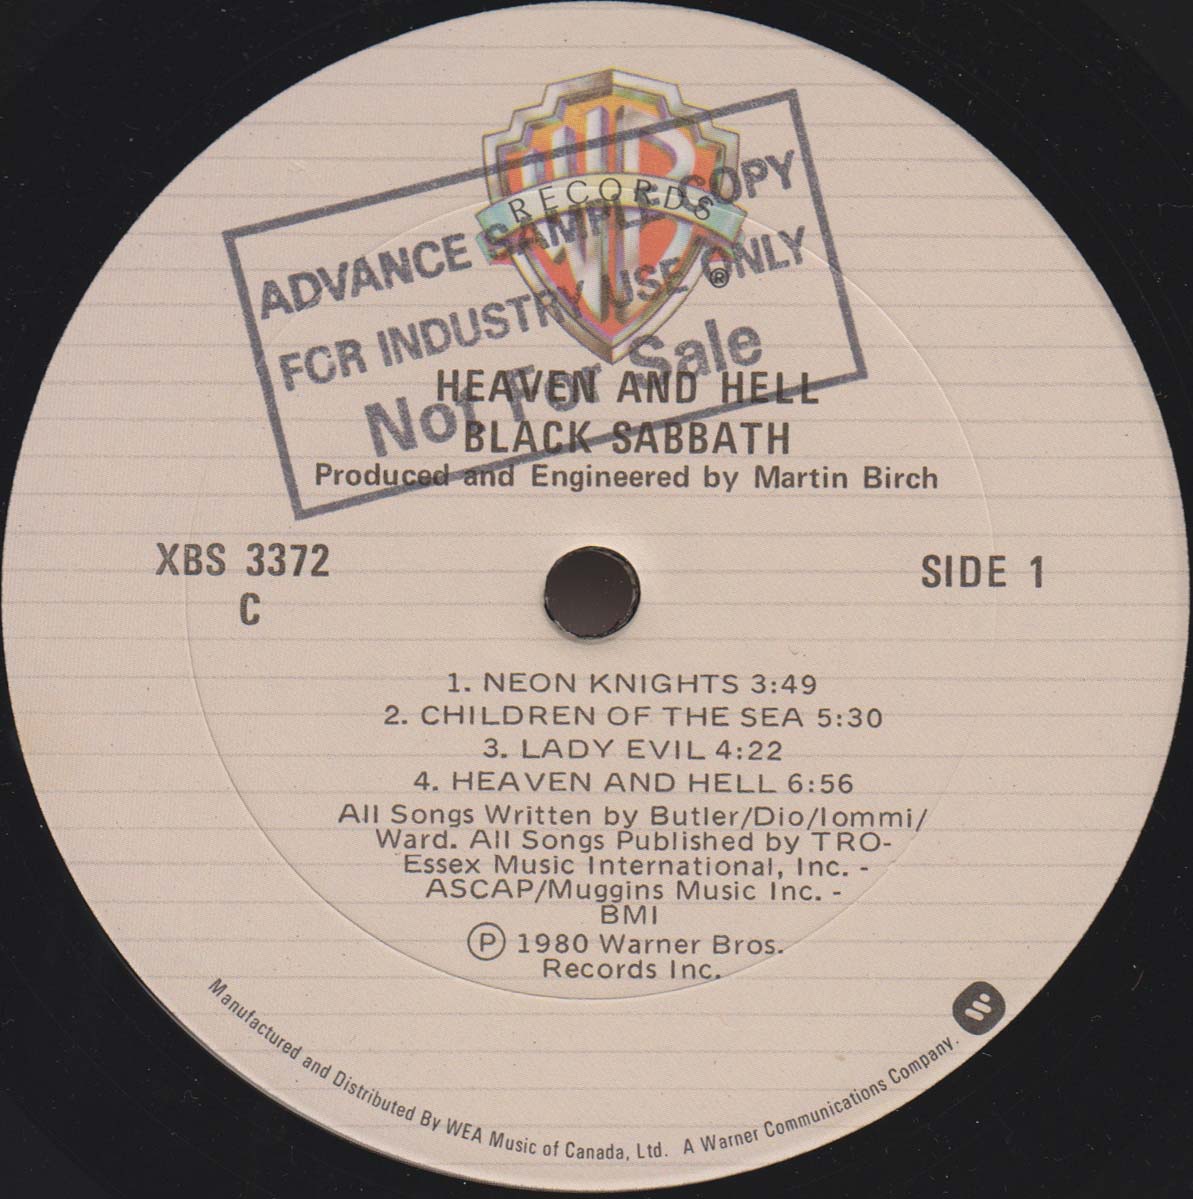 RECORDS
®
ADVANCE SAMPLE COPY
FOR INDUSTRY USE ONLY
Not For Sale
HEAVEN AND HELL
BLACK SABBATH
Produced and Engineered by Martin Birch
XBS 3372
C
SIDE 1
1. NEON KNIGHTS 3:49
2. CHILDREN OF THE SEA 5:30
3. LADY EVIL 4:22
4. HEAVEN AND HELL 6:56
All Songs Written by Butler/Dio/Iommi/
Ward. All Songs Published by TRO-
Essex Music International, Inc. -
ASCAP/Muggins Music Inc. -
BMI
Ⓟ 1980 Warner Bros.
Records Inc.
Manufactured and Distributed By WEA Music of Canada, Ltd. A Warner Communications Company.